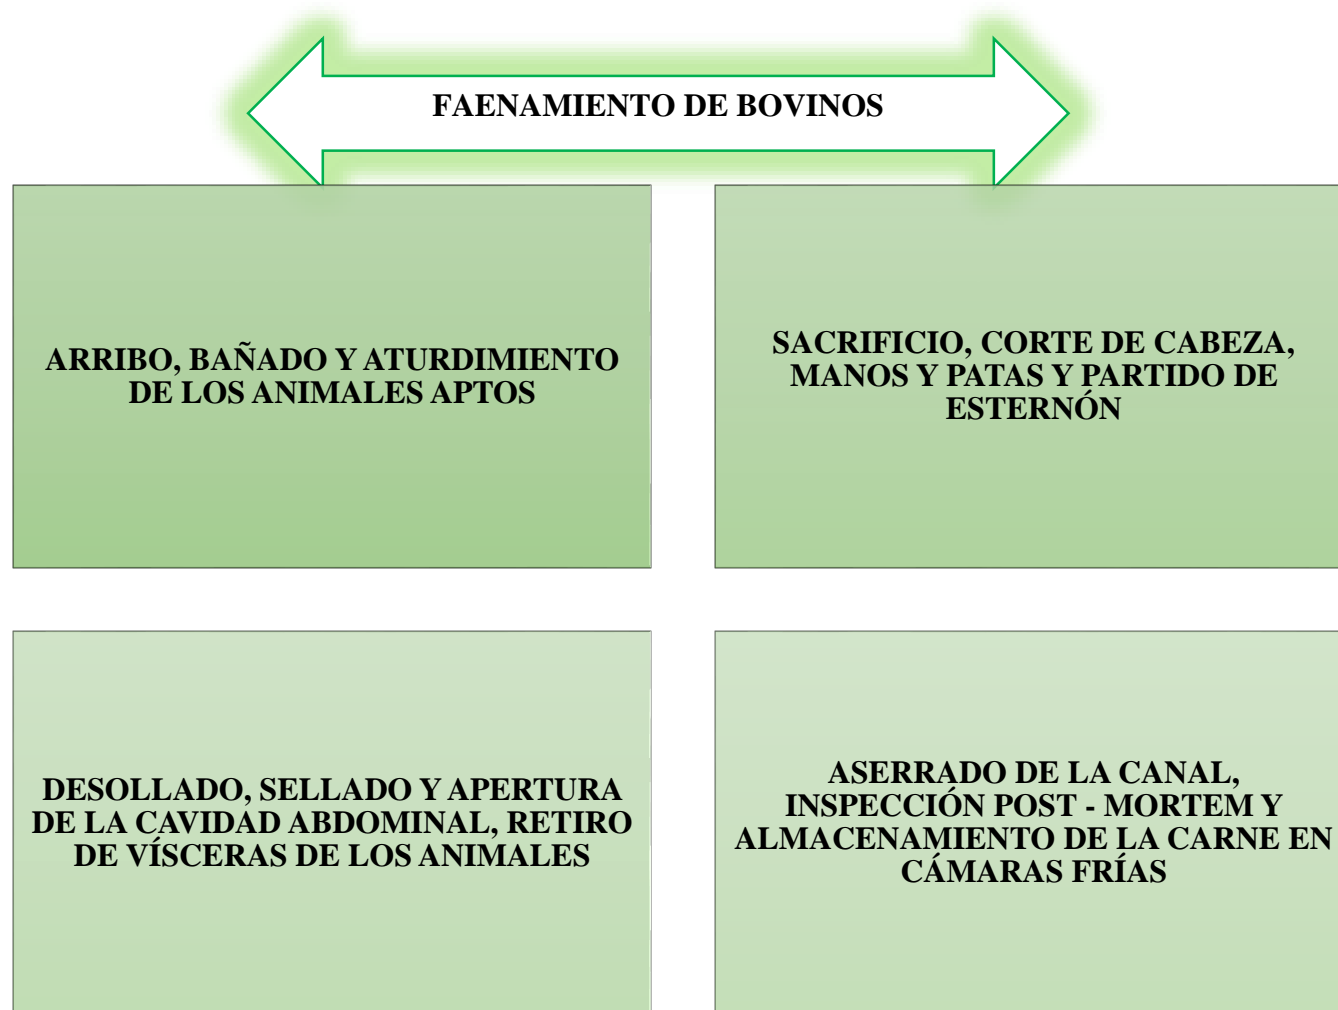 FAENAMIENTO DE BOVINOS
ARRIBO, BAÑADO Y ATURDIMIENTO
DE LOS ANIMALES APTOS
SACRIFICIO, CORTE DE CABEZA,
MANOS Y PATAS Y PARTIDO DE
ESTERNÓN
DESOLLADO, SELLADO Y APERTURA
DE LA CAVIDAD ABDOMINAL, RETIRO
DE VÍSCERAS DE LOS ANIMALES
ASERRADO DE LA CANAL,
INSPECCIÓN POST - MORTEM Y
ALMACENAMIENTO DE LA CARNE EN
CÁMARAS FRÍAS